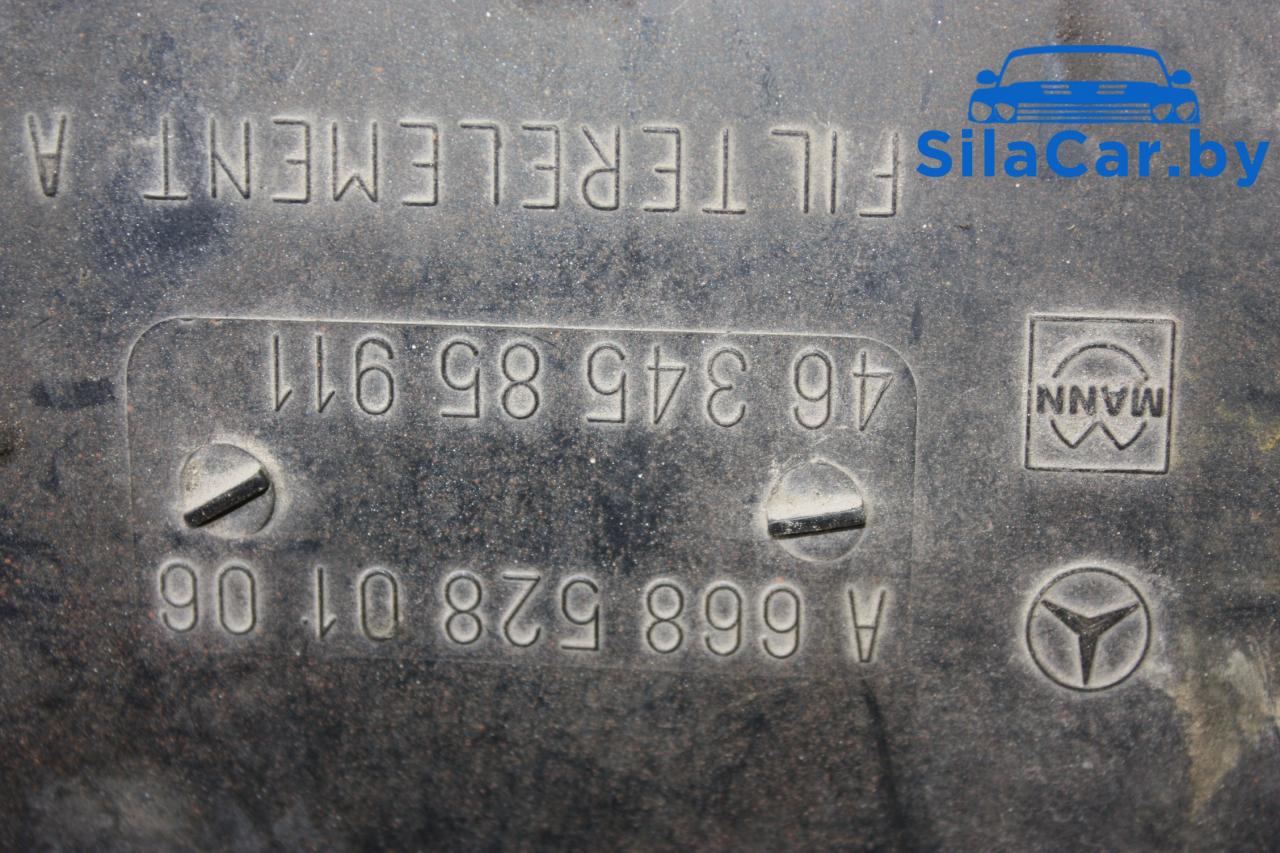 SilaCar.by
A 668 528 01 06
MANN
46 345 85 911
FILTERELEMENT A